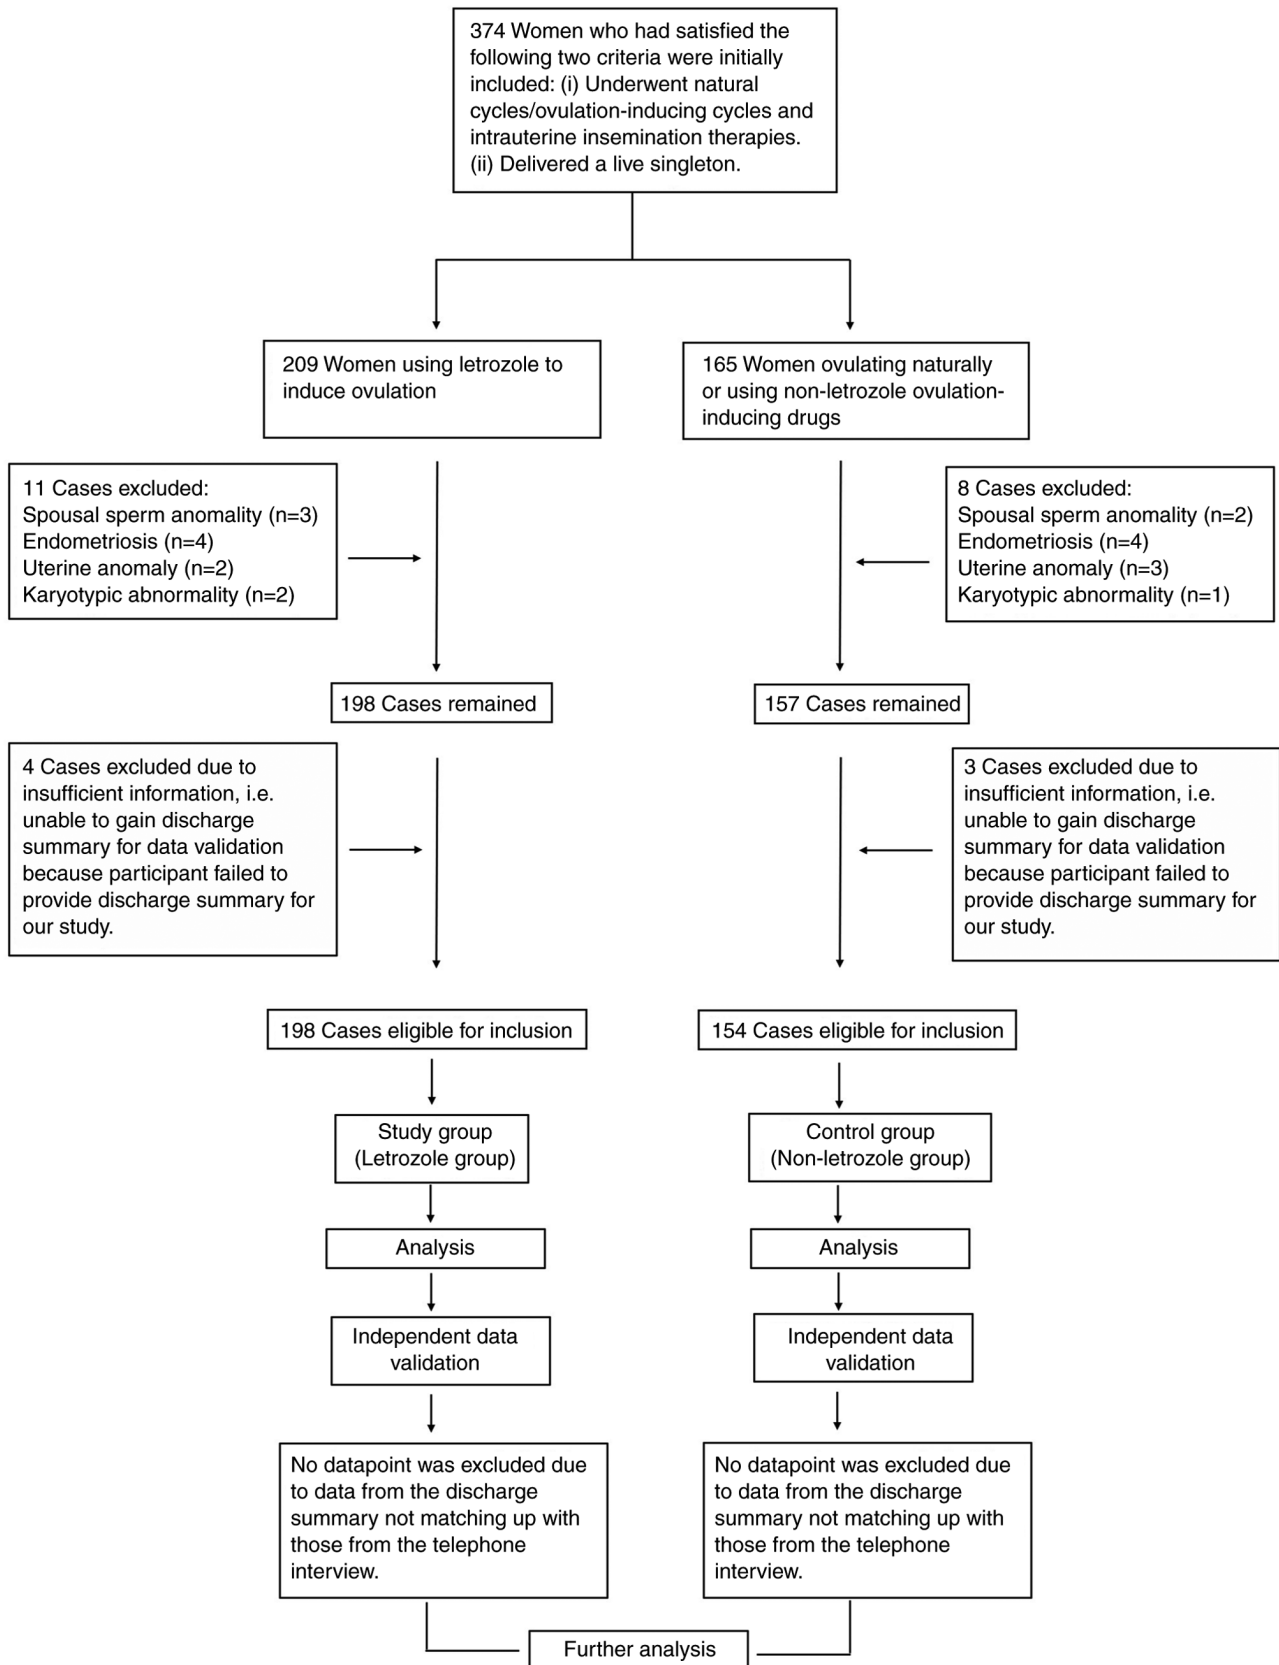 374 Women who had satisfied the
following two criteria were initially
included: (i) Underwent natural
cycles/ovulation-inducing cycles and
intrauterine insemination therapies.
(ii) Delivered a live singleton.
209 Women using letrozole to
induce ovulation
165 Women ovulating naturally
or using non-letrozole ovulation-
inducing drugs
11 Cases excluded:
Spousal sperm anomality (n=3)
Endometriosis (n=4)
Uterine anomaly (n=2)
Karyotypic abnormality (n=2)
8 Cases excluded:
Spousal sperm anomality (n=2)
Endometriosis (n=4)
Uterine anomaly (n=3)
Karyotypic abnormality (n=1)
198 Cases remained
157 Cases remained
4 Cases excluded due to
insufficient information, i.e.
unable to gain discharge
summary for data validation
because participant failed to
provide discharge summary for
our study.
3 Cases excluded due to
insufficient information, i.e.
unable to gain discharge
summary for data validation
because participant failed to
provide discharge summary for
our study.
198 Cases eligible for inclusion
154 Cases eligible for inclusion
Study group
(Letrozole group)
Control group
(Non-letrozole group)
Analysis
Analysis
Independent data
validation
Independent data
validation
No datapoint was excluded due
to data from the discharge
summary not matching up with
those from the telephone
interview.
No datapoint was excluded due
to data from the discharge
summary not matching up with
those from the telephone
interview.
Further analysis